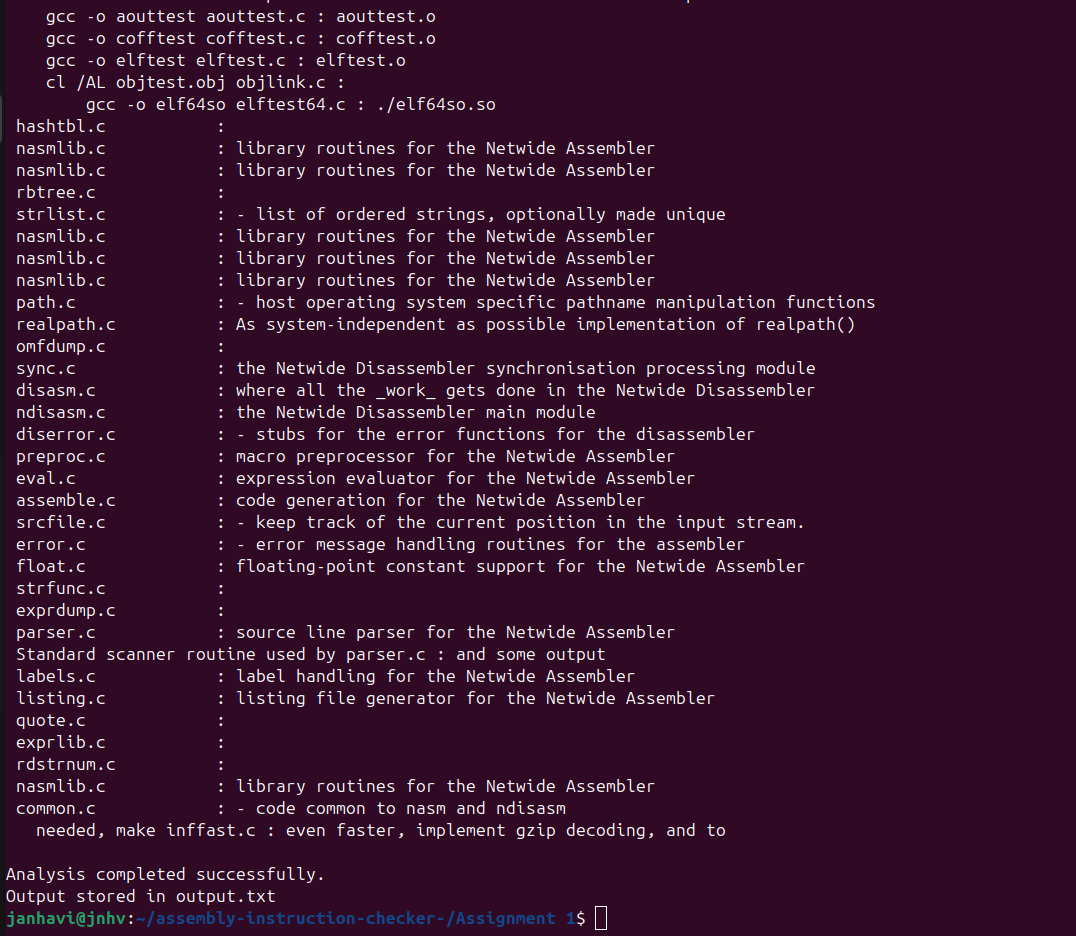 gcc -o aouttest aouttest.c : aouttest.o
gcc -o cofftest cofftest.c : cofftest.o
gcc -o elftest elftest.c : elftest.o
cl /AL objtest.obj objlink.c :
gcc -o elf64so elftest64.c : ./elf64so.so
hashtbl.c :
nasmlib.c : library routines for the Netwide Assembler
nasmlib.c : library routines for the Netwide Assembler
rbtree.c :
strlist.c : - list of ordered strings, optionally made unique
nasmlib.c : library routines for the Netwide Assembler
nasmlib.c : library routines for the Netwide Assembler
nasmlib.c : library routines for the Netwide Assembler
path.c : - host operating system specific pathname manipulation functions
realpath.c : As system-independent as possible implementation of realpath()
omfdump.c :
sync.c : the Netwide Disassembler synchronisation processing module
disasm.c : where all the _work_ gets done in the Netwide Disassembler
ndisasm.c : the Netwide Disassembler main module
diserror.c : - stubs for the error functions for the disassembler
preproc.c : macro preprocessor for the Netwide Assembler
eval.c : expression evaluator for the Netwide Assembler
assemble.c : code generation for the Netwide Assembler
srcfile.c : - keep track of the current position in the input stream.
error.c : - error message handling routines for the assembler
float.c : floating-point constant support for the Netwide Assembler
strfunc.c :
exprdump.c :
parser.c : source line parser for the Netwide Assembler
Standard scanner routine used by parser.c : and some output
labels.c : label handling for the Netwide Assembler
listing.c : listing file generator for the Netwide Assembler
quote.c :
exprlib.c :
rdstrnum.c :
nasmlib.c : library routines for the Netwide Assembler
common.c : - code common to nasm and ndisasm
needed, make inffast.c : even faster, implement gzip decoding, and to
Analysis completed successfully.
Output stored in output.txt
janhavi@jnhv:~/assembly-instruction-checker-/Assignment 1$